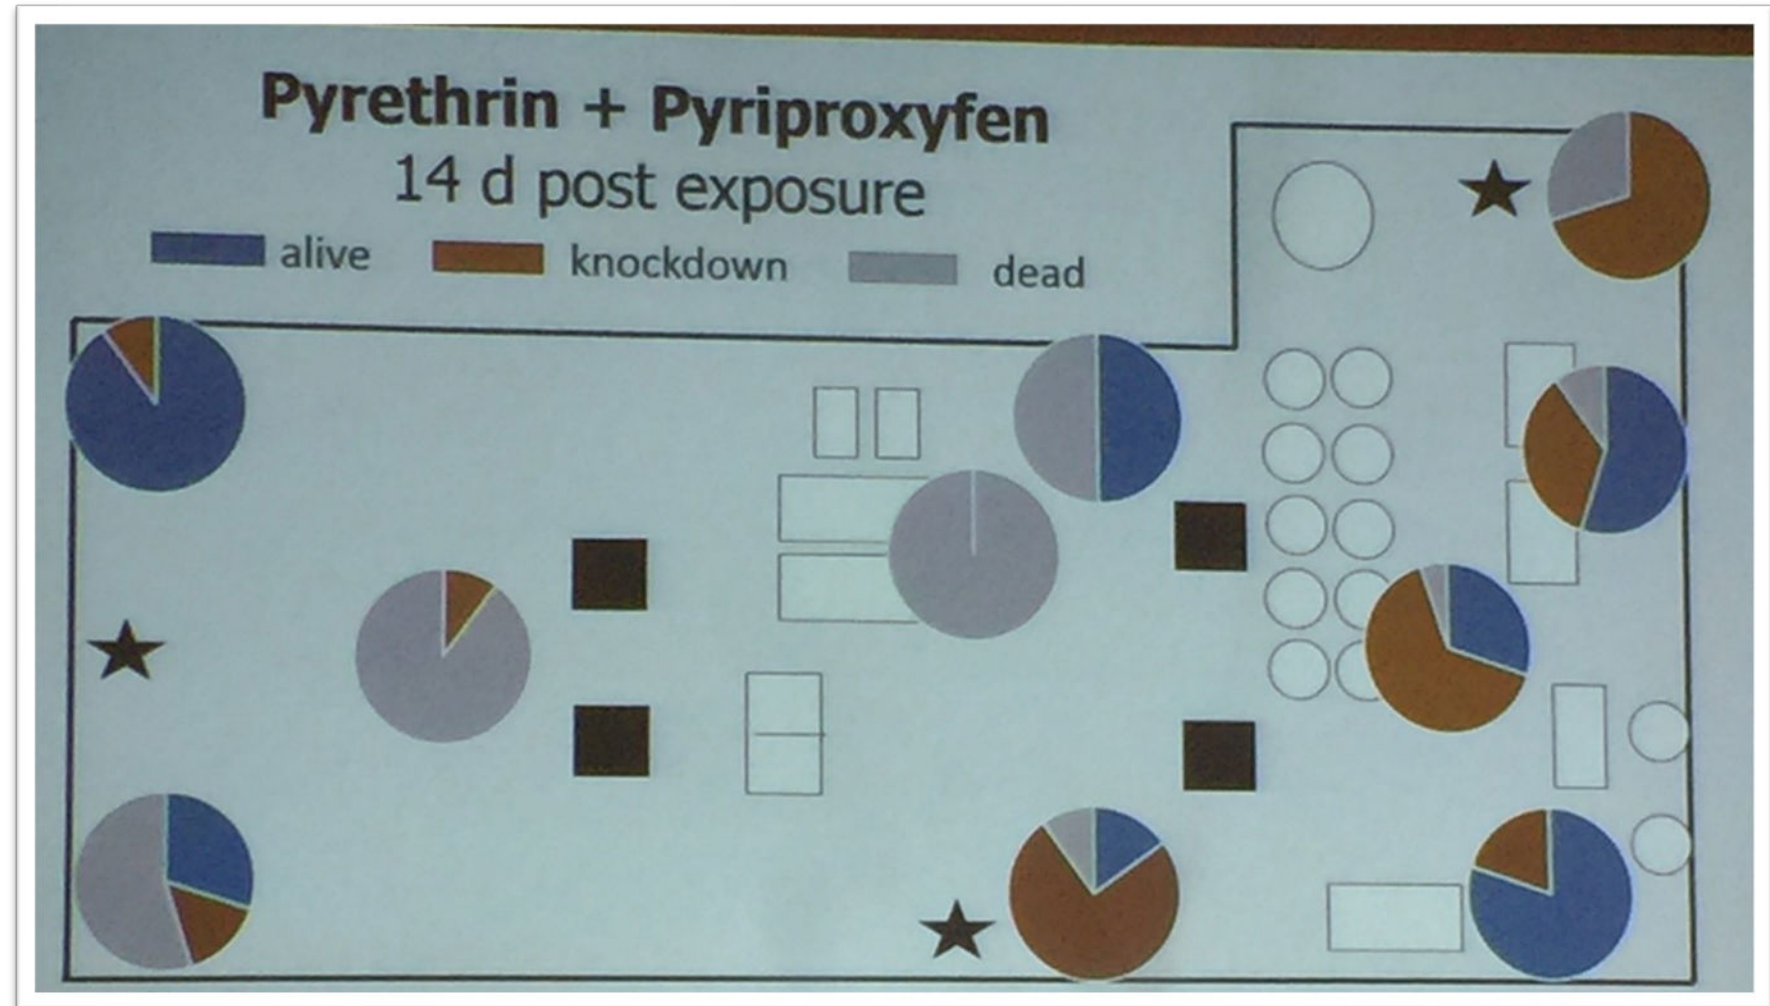 Pyrethrin + Pyriproxyfen
14 d post exposure
alive knockdown dead